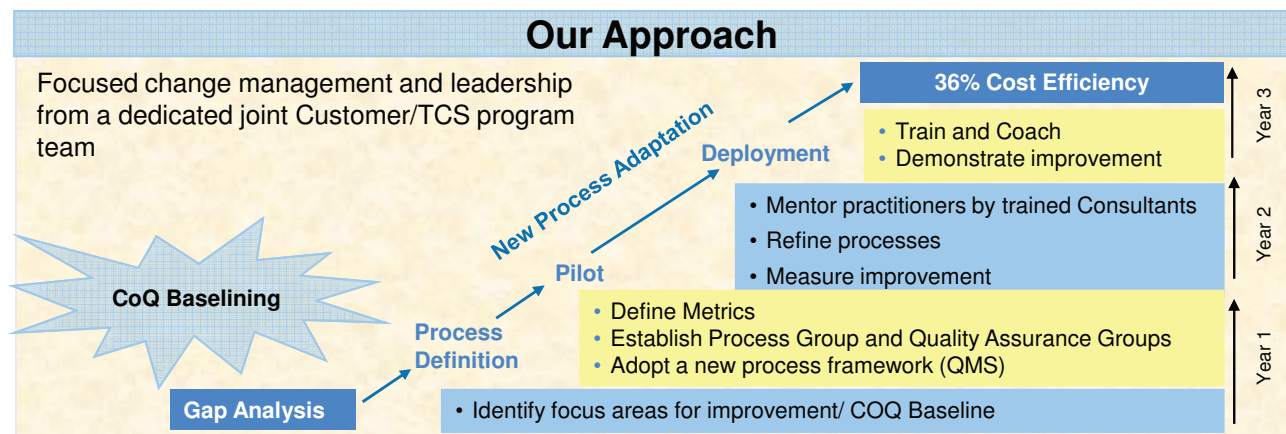 Our Approach
Focused change management and leadership
from a dedicated joint Customer/TCS program
team
36% Cost Efficiency
• Train and Coach
• Demonstrate improvement
Year 3
New Process Adaptation
Deployment
• Mentor practitioners by trained Consultants
• Refine processes
• Measure improvement
Year 2
Pilot
CoQ Baselining
• Define Metrics
• Establish Process Group and Quality Assurance Groups
• Adopt a new process framework (QMS)
Year 1
Process
Definition
Gap Analysis
• Identify focus areas for improvement/ COQ Baseline